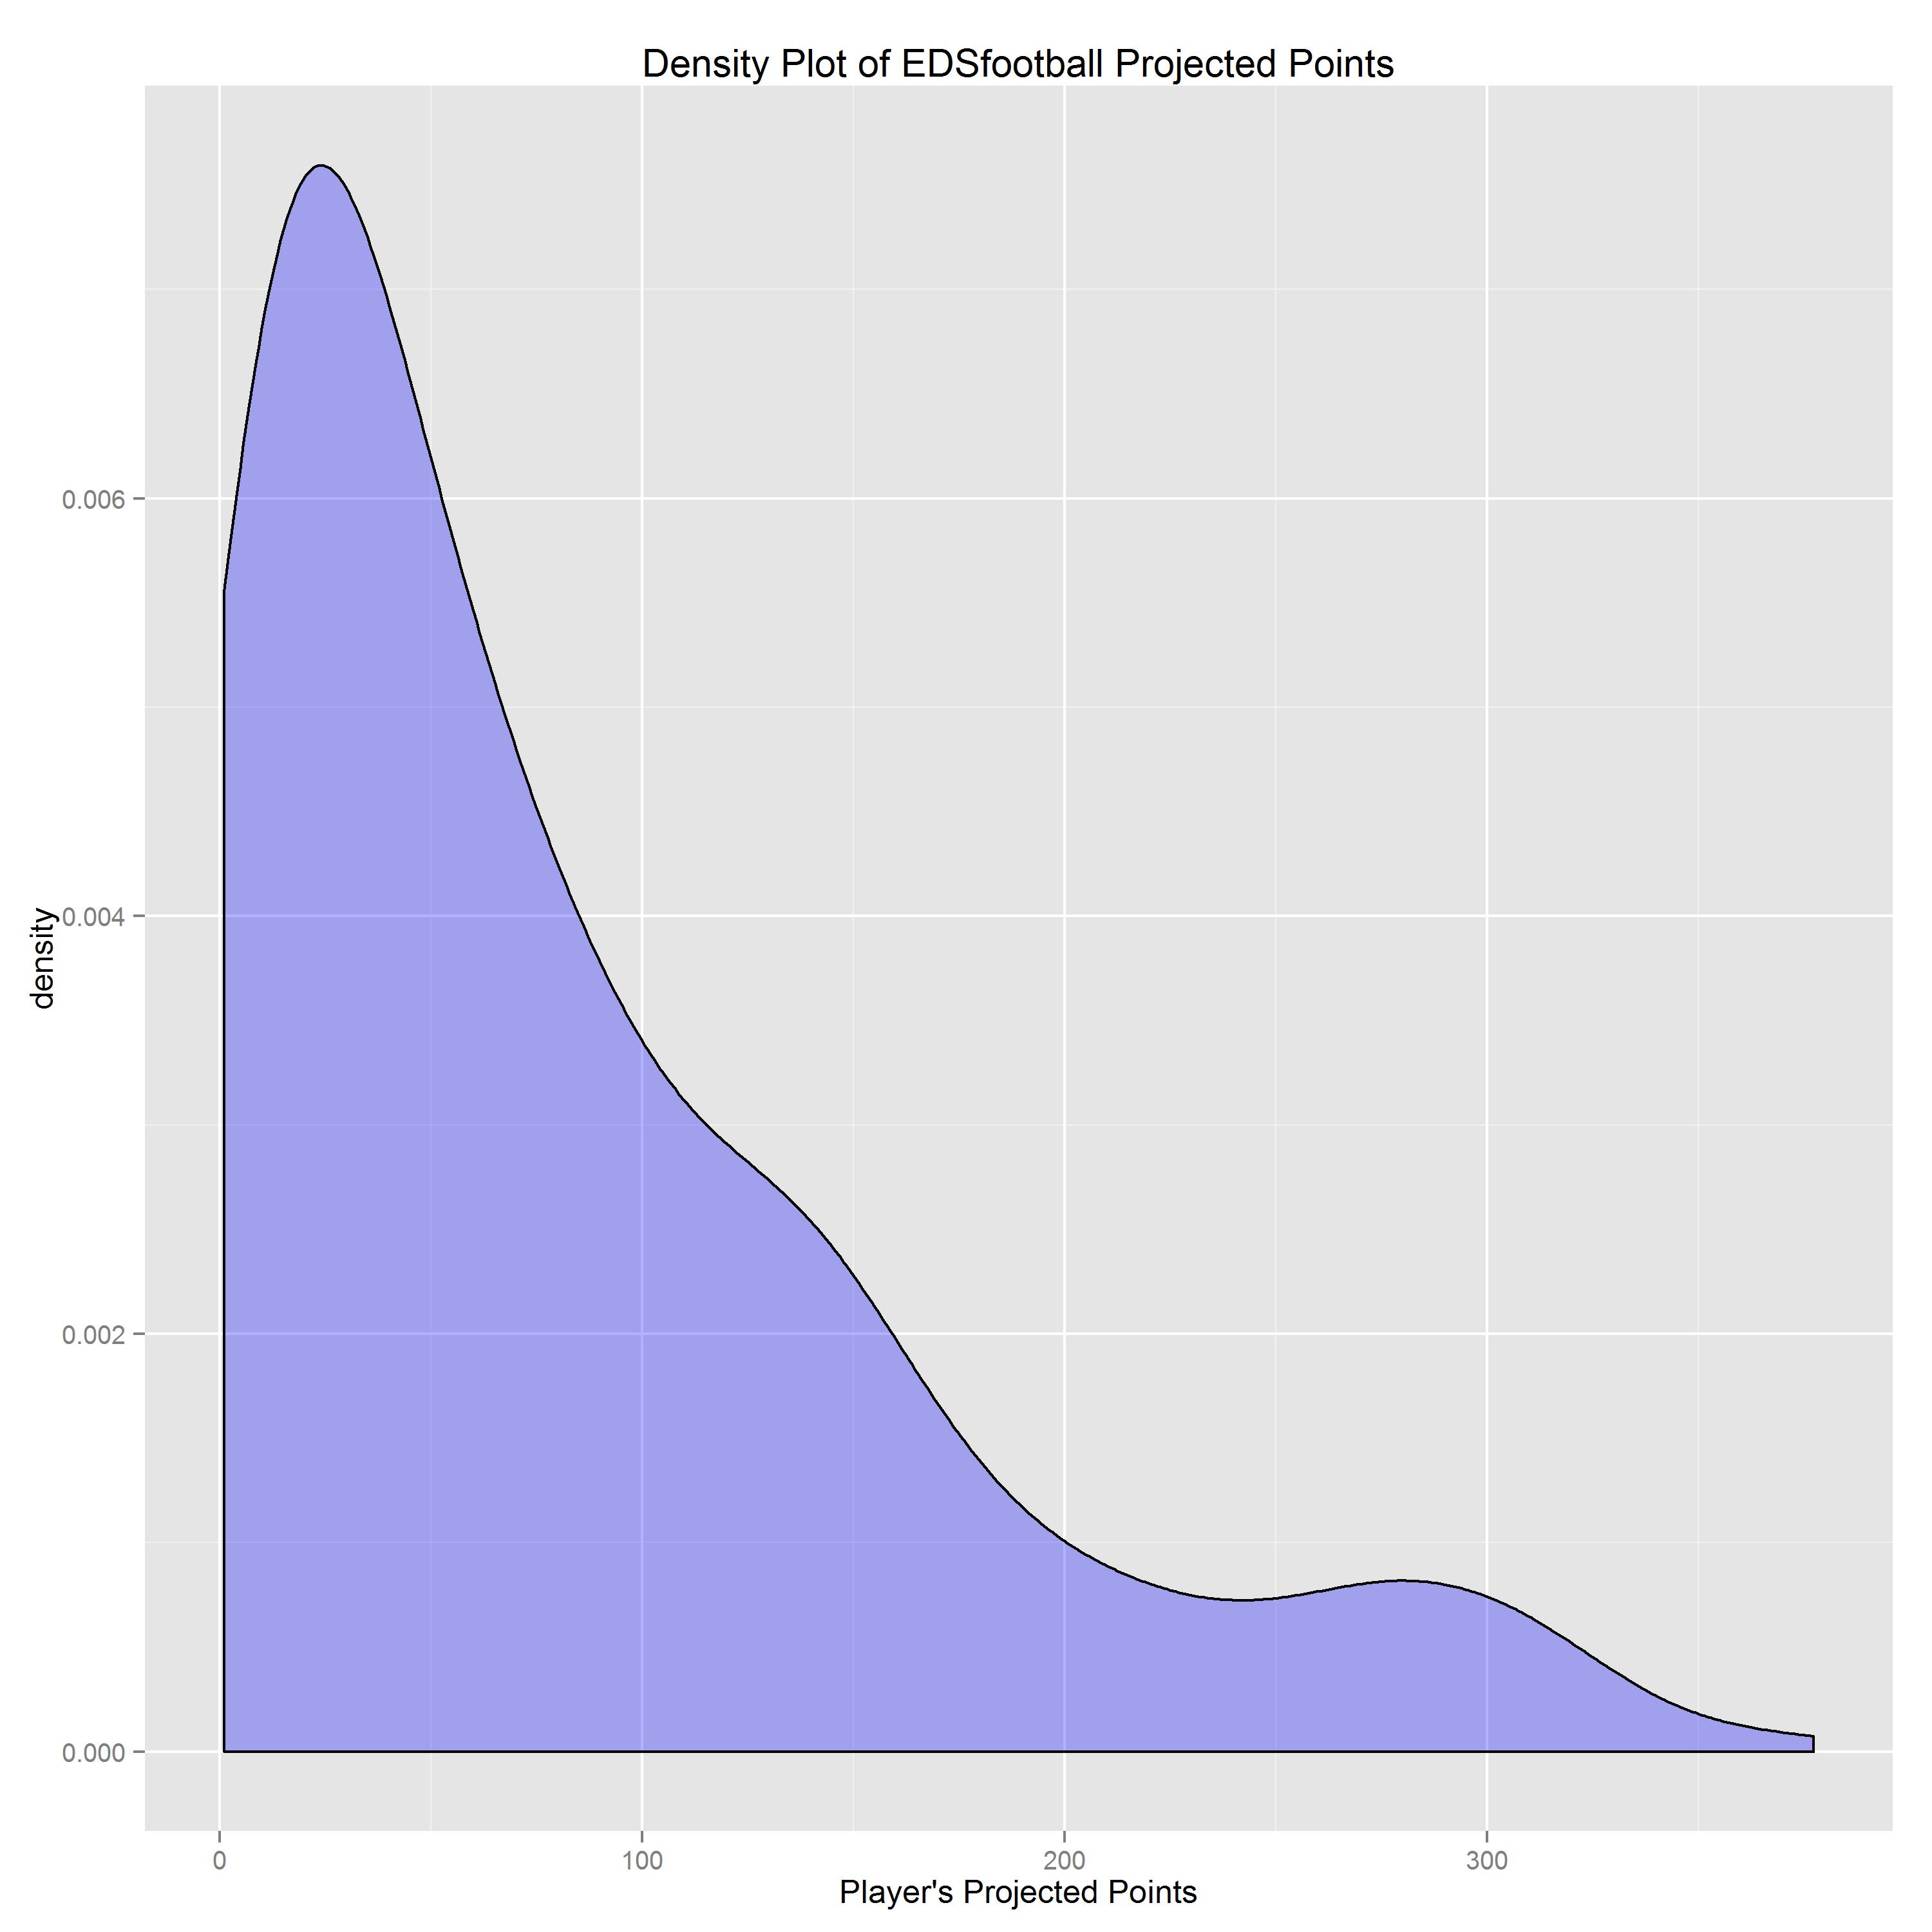 Density Plot of EDSfootball Projected Points
density
0.006
0.004
0.002
0.000
0 100 200 300
Player's Projected Points